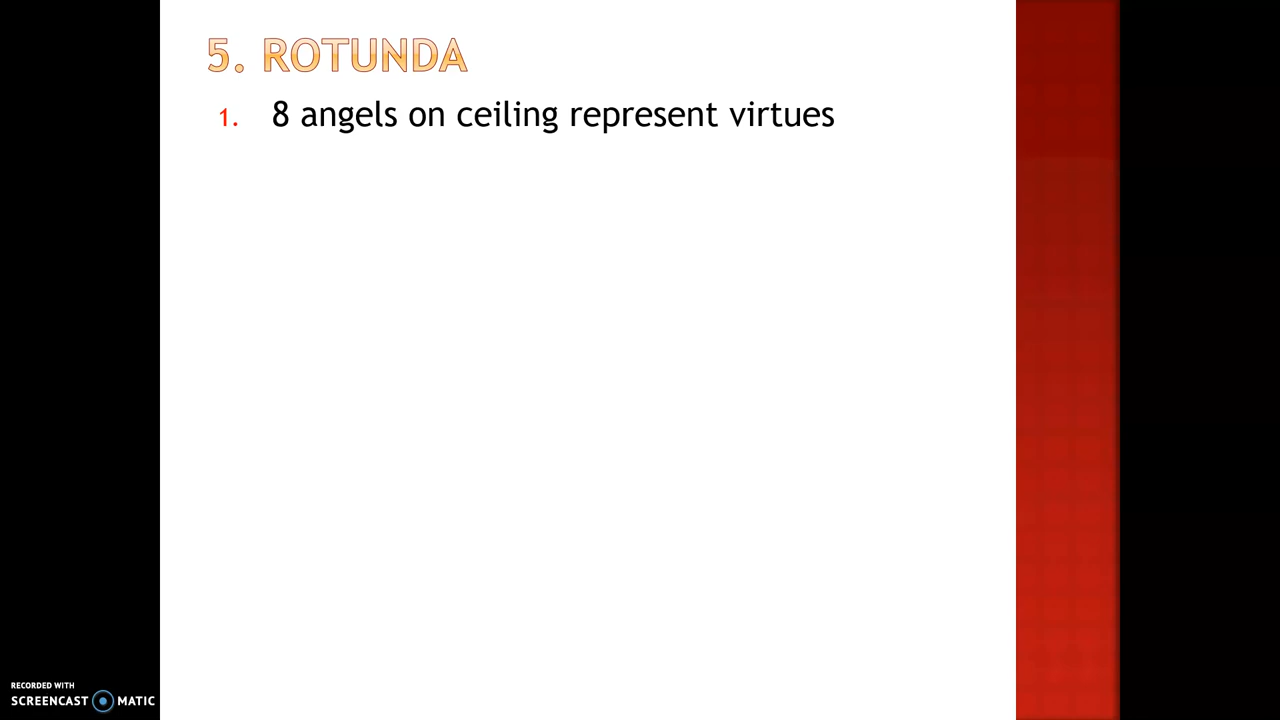 5. ROTUNDA
1. 8 angels on ceiling represent virtues
RECORDED WITH
SCREENCAST MATIC